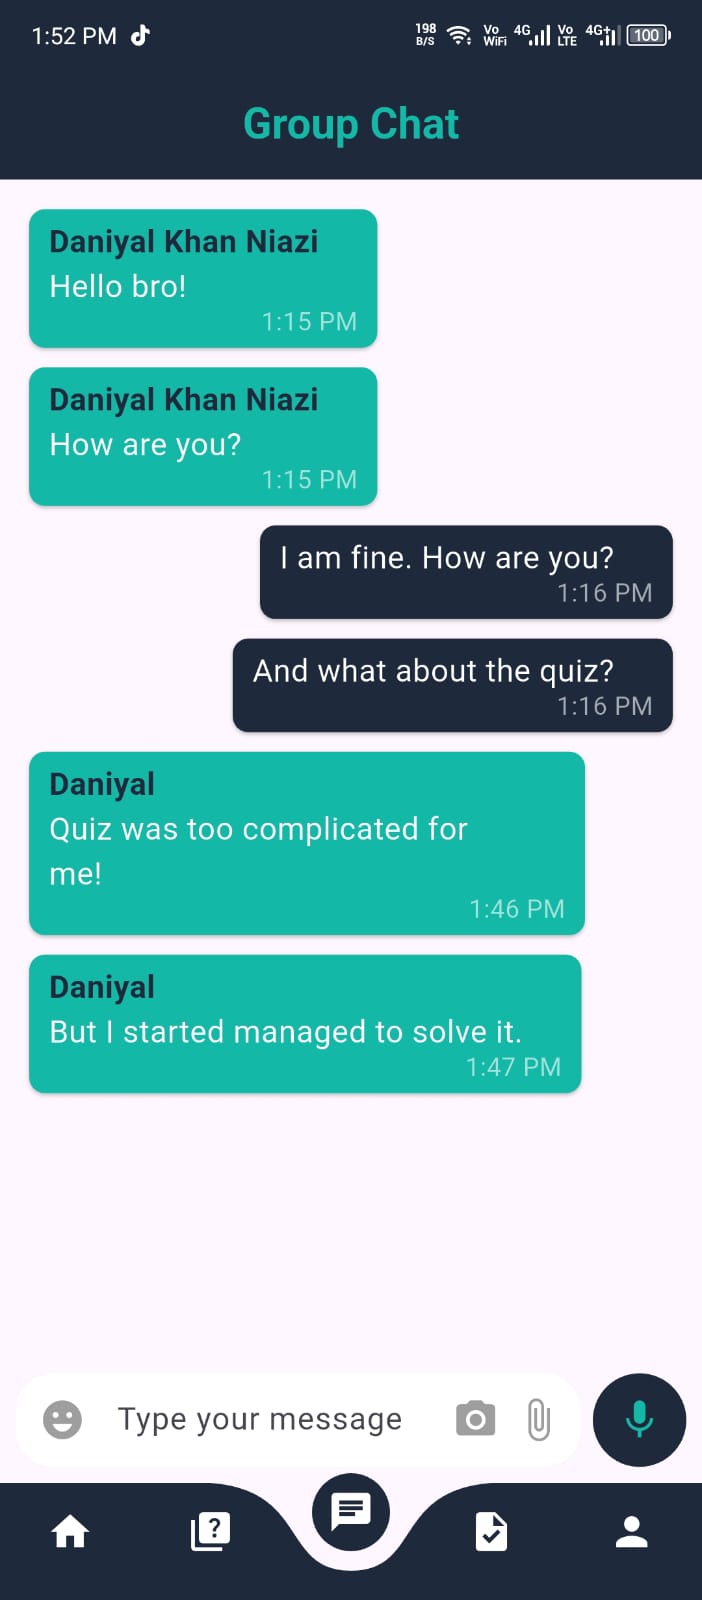 1:52 PM
198 B/S Vo WiFi 4G Vo LTE 4G+ 100
Group Chat
Daniyal Khan Niazi
Hello bro!
1:15 PM
Daniyal Khan Niazi
How are you?
1:15 PM
I am fine. How are you?
1:16 PM
And what about the quiz?
1:16 PM
Daniyal
Quiz was too complicated for
me!
1:46 PM
Daniyal
But I started managed to solve it.
1:47 PM
Type your message
?